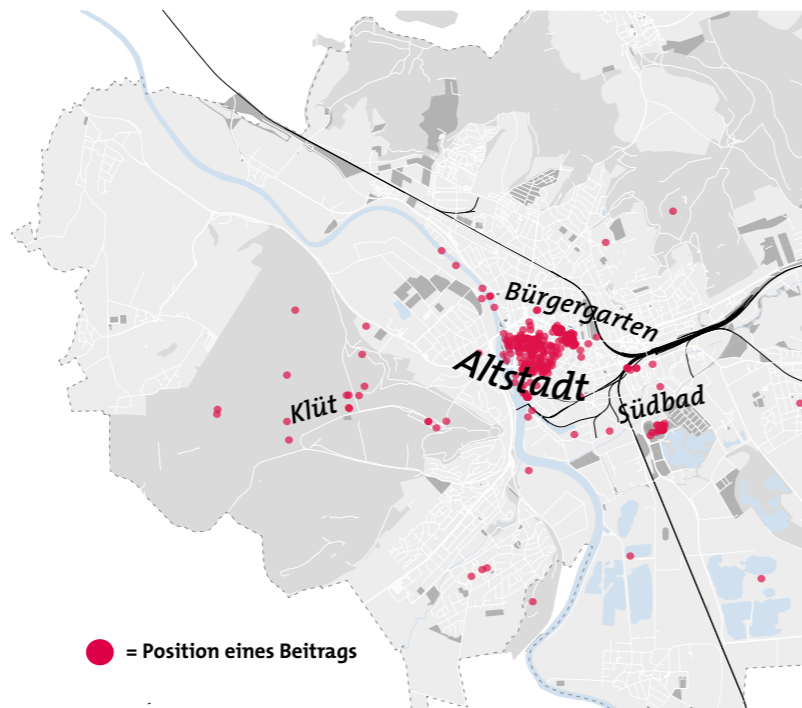 Bürgergarten
Altstadt
Klüt
Südbad
= Position eines Beitrags